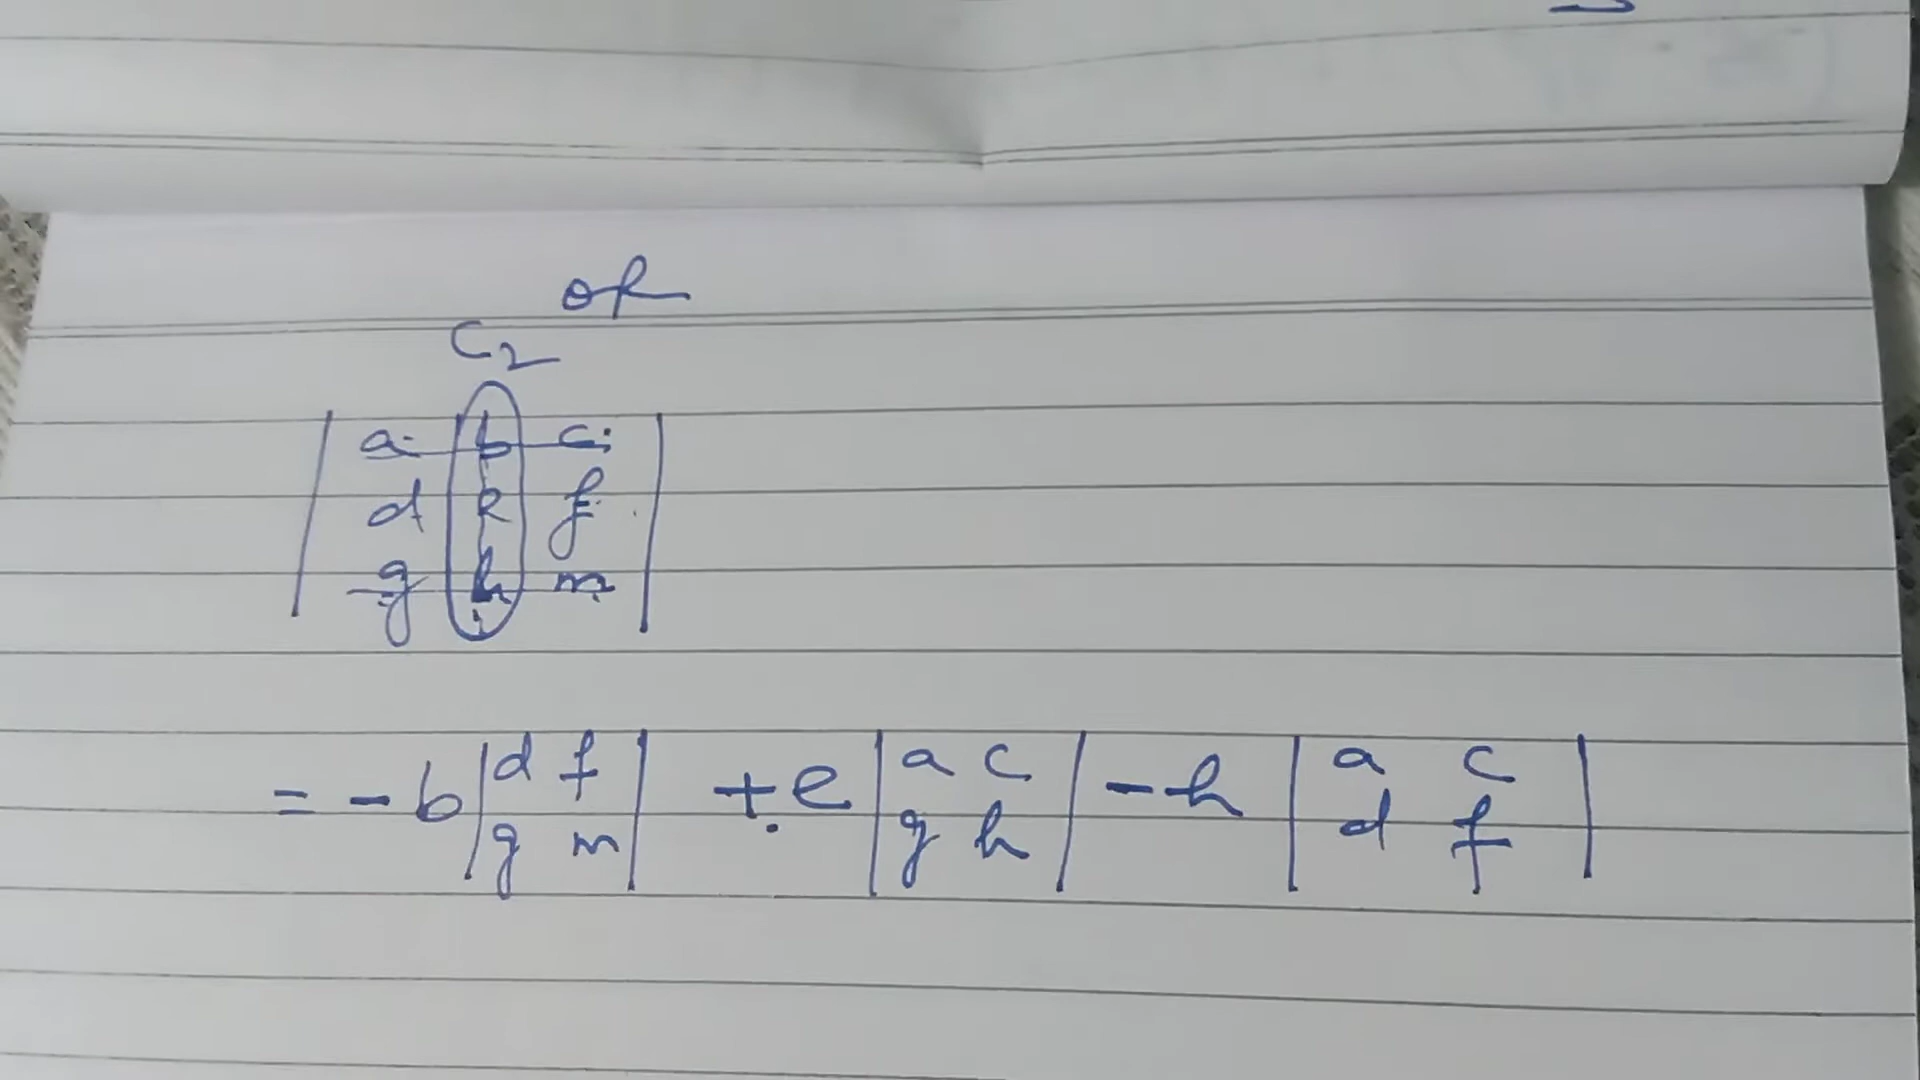 or
C₂
| a b c |
| d e f |
| g h m |
= - b | d f | + e | a c | - h | a c |
| g m | | g h | | d f |